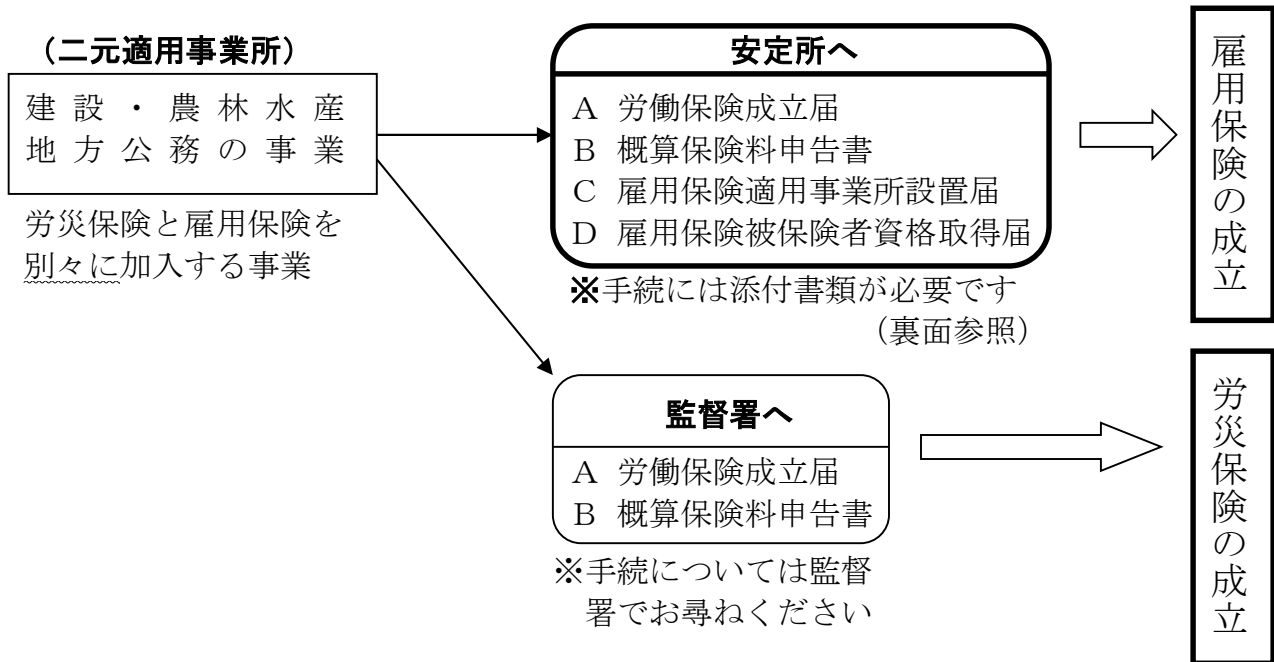 （二元適用事業所）
建設・農林水産
地方公務の事業
労災保険と雇用保険を
別々に加入する事業
安定所へ
A 労働保険成立届
B 概算保険料申告書
C 雇用保険適用事業所設置届
D 雇用保険被保険者資格取得届
※手続には添付書類が必要です
（裏面参照）
雇用保険の成立
監督署へ
A 労働保険成立届
B 概算保険料申告書
※手続については監督
署でお尋ねください
労災保険の成立